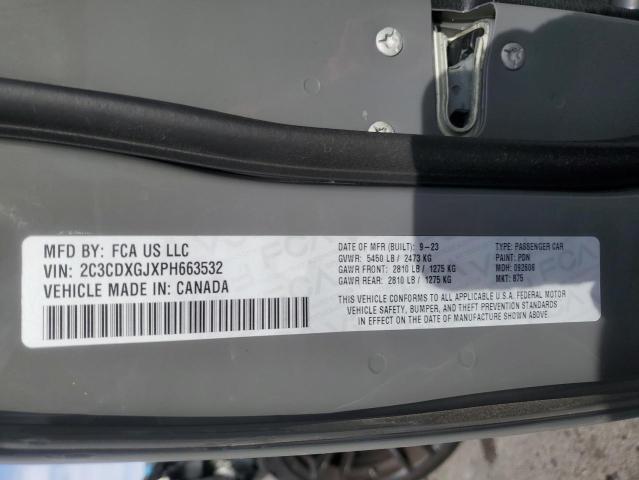 MFD BY: FCA US LLC
VIN: 2C3CDXGJXPH663532
VEHICLE MADE IN: CANADA
DATE OF MFR (BUILT): 9-23
GVWR: 5450 LB / 2473 KG
GAWR FRONT: 2810 LB / 1275 KG
GAWR REAR: 2810 LB / 1275 KG
TYPE: PASSENGER CAR
PAINT: PDN
MDH: 092606
MKT: 875
THIS VEHICLE CONFORMS TO ALL APPLICABLE U.S.A. FEDERAL MOTOR
VEHICLE SAFETY, BUMPER, AND THEFT PREVENTION STANDARDS
IN EFFECT ON THE DATE OF MANUFACTURE SHOWN ABOVE.